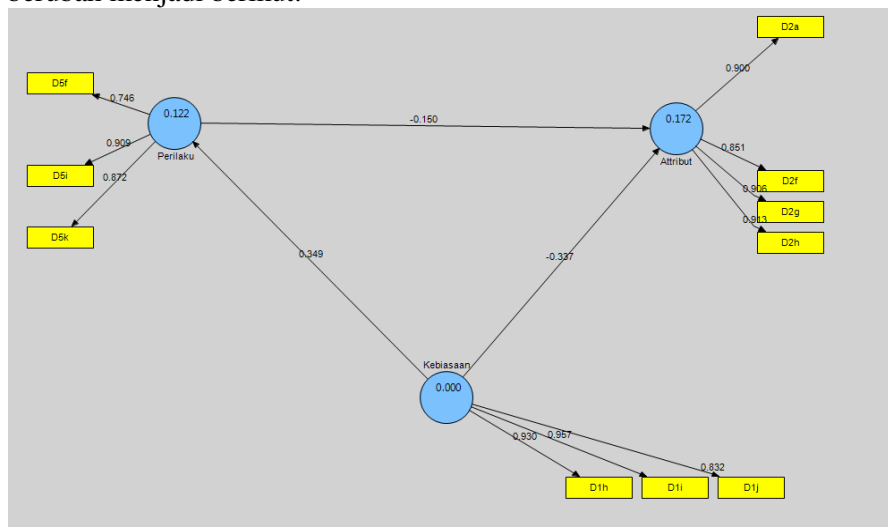 D2a
0.900
D5f
0.746
0.122
Perilaku
-0.150
0.172
Attribut
0.909
D5i
0.851
D2f
0.872
0.906
D2g
0.913
D5k
D2h
0.349
-0.337
Kebiasaan
0.000
0.930
0.957
0.832
D1h
D1i
D1j